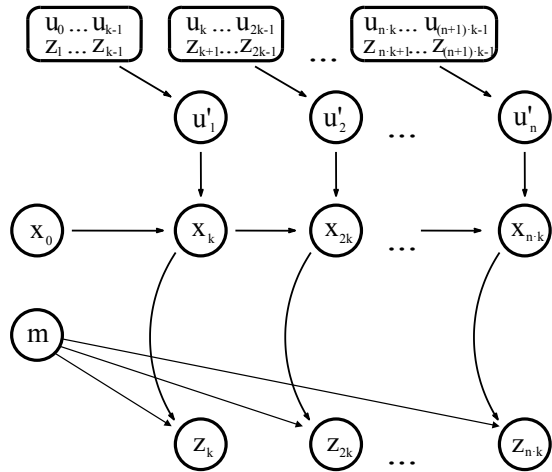 u₀ ... uₖ₋₁
z₁ ... zₖ₋₁
uₖ ... u₂ₖ₋₁
zₖ₊₁...z₂ₖ₋₁
...
uₙ·ₖ ... u₍ₙ₊₁₎·ₖ₋₁
zₙ·ₖ₊₁... z₍ₙ₊₁₎·ₖ₋₁
u'₁
u'₂
...
u'ₙ
x₀
xₖ
x₂ₖ
...
xₙ·ₖ
m
zₖ
z₂ₖ
...
zₙ·ₖ